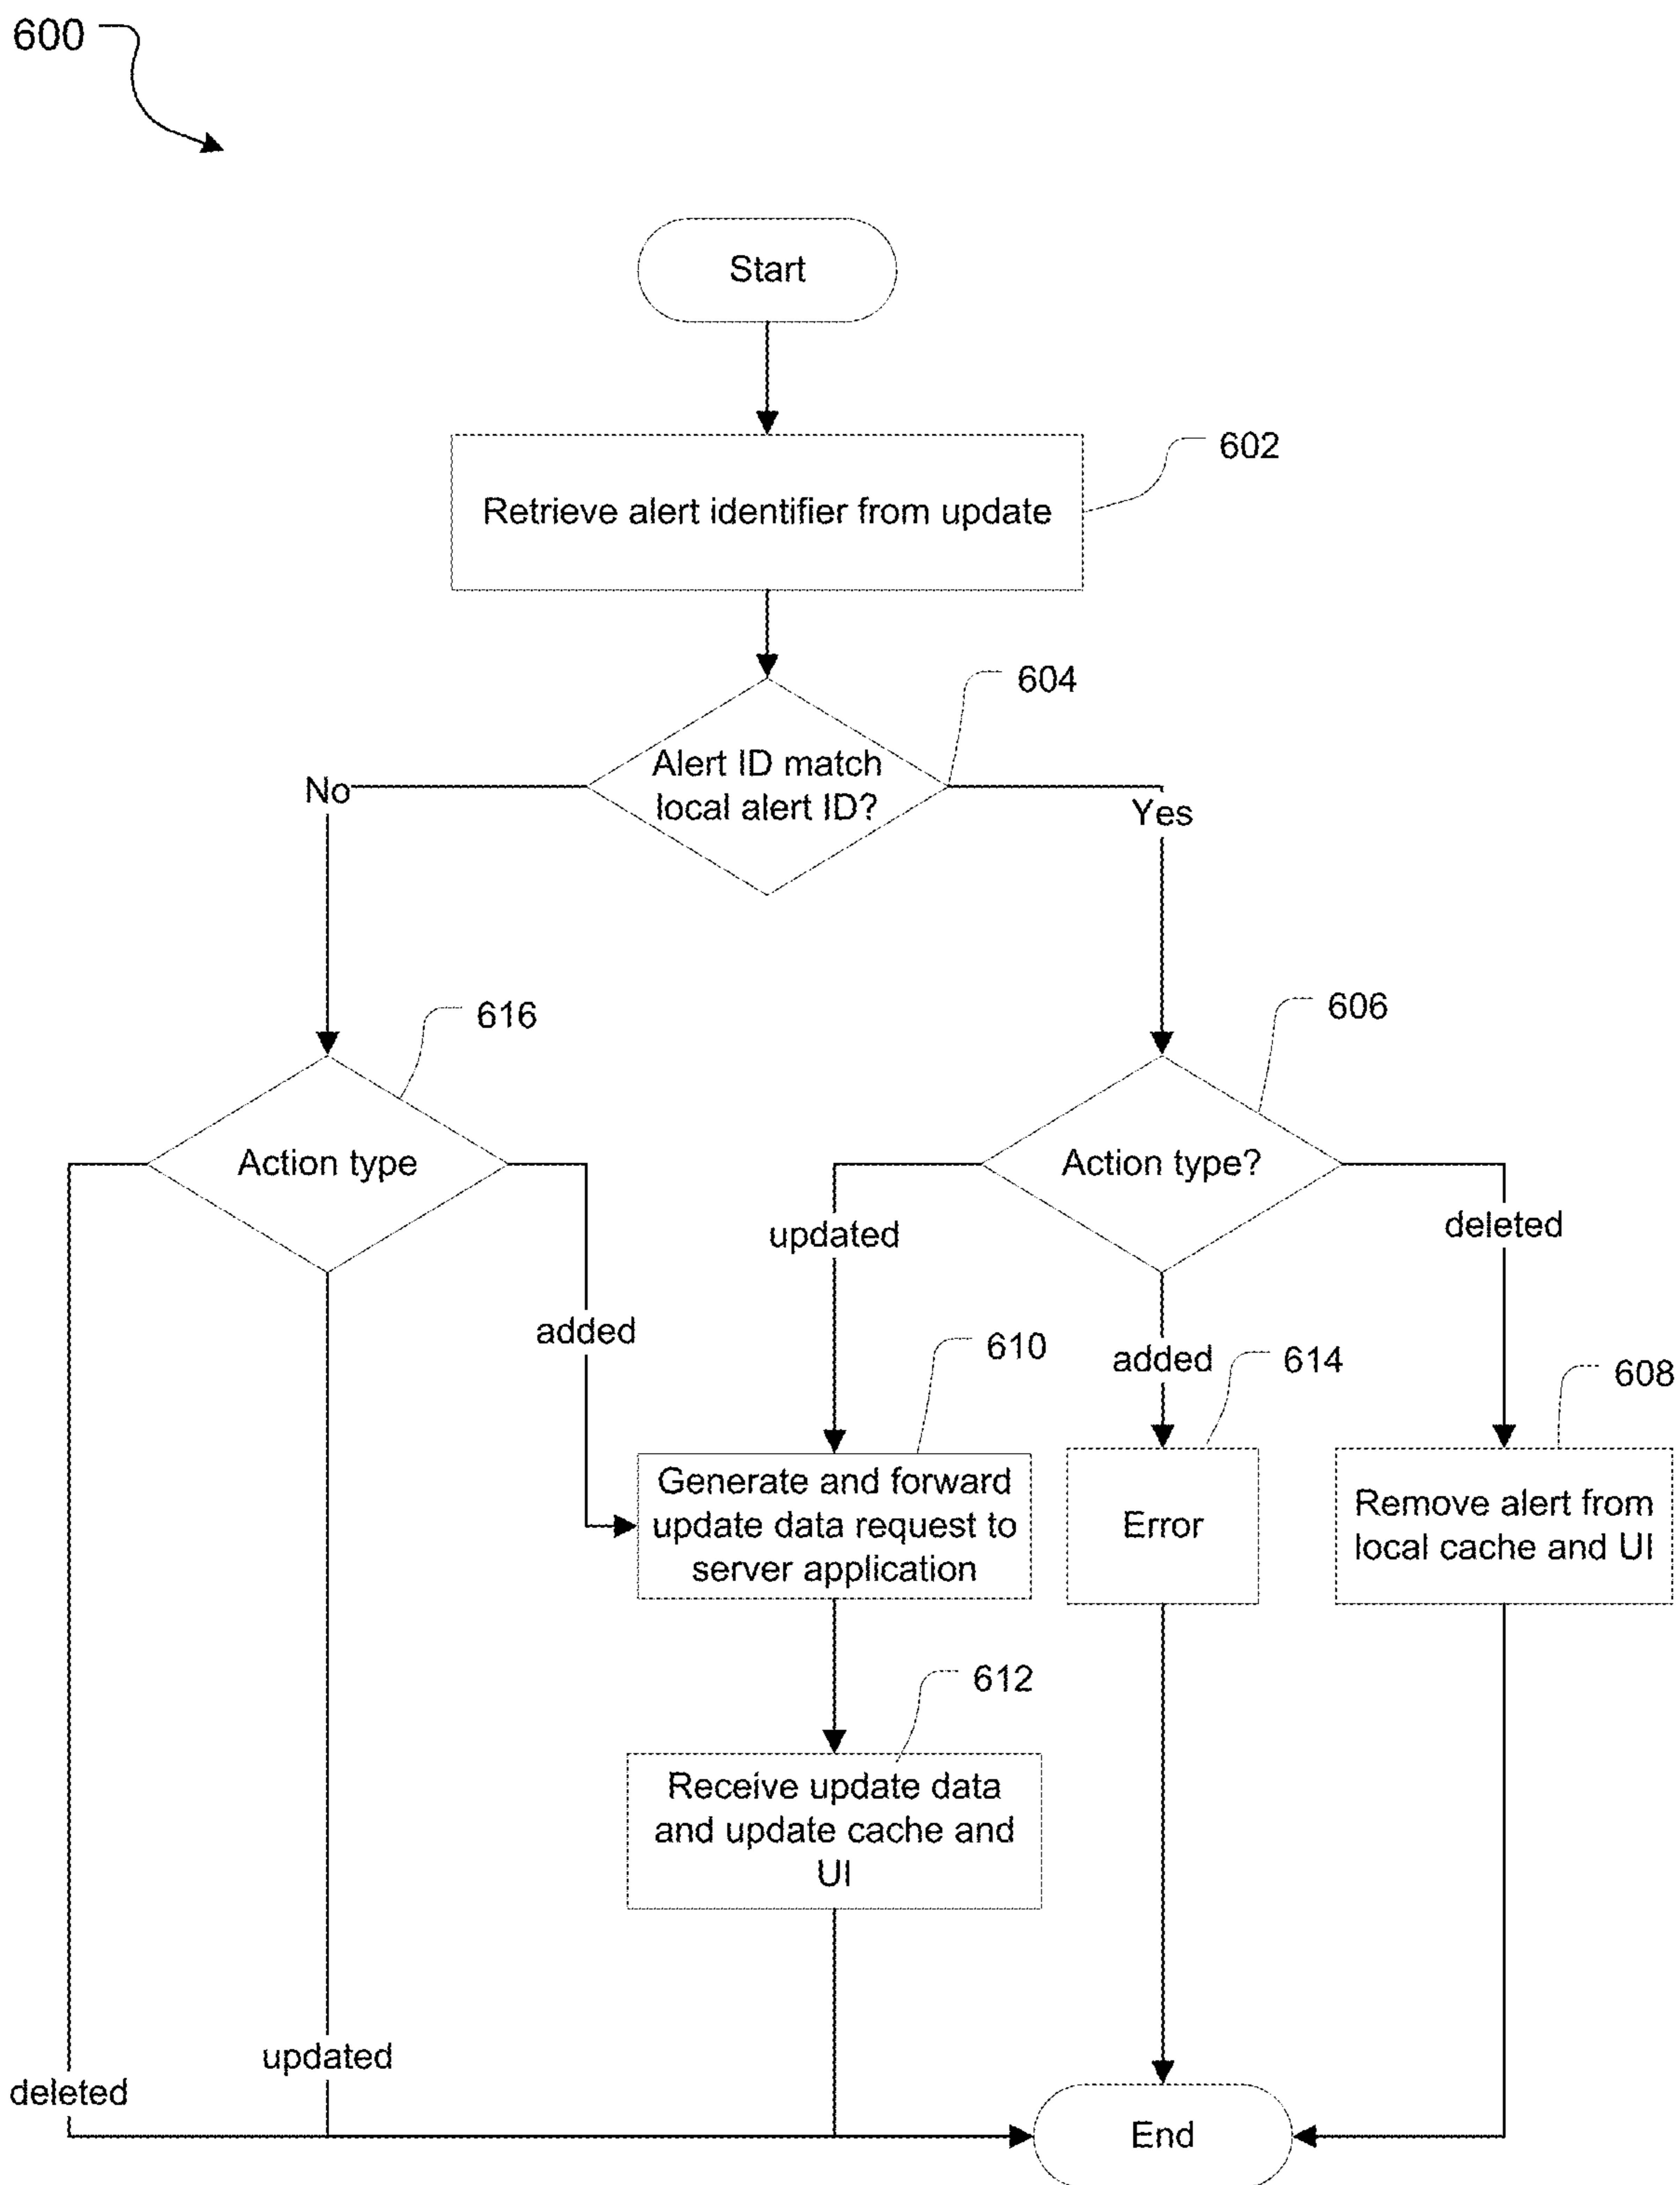 600
Start
602
Retrieve alert identifier from update
604
Alert ID match
local alert ID?
No
Yes
616
606
Action type
Action type?
updated
deleted
added
610
added
614
608
Generate and forward
update data request to
server application
Error
Remove alert from
local cache and UI
612
Receive update data
and update cache and
UI
updated
deleted
End